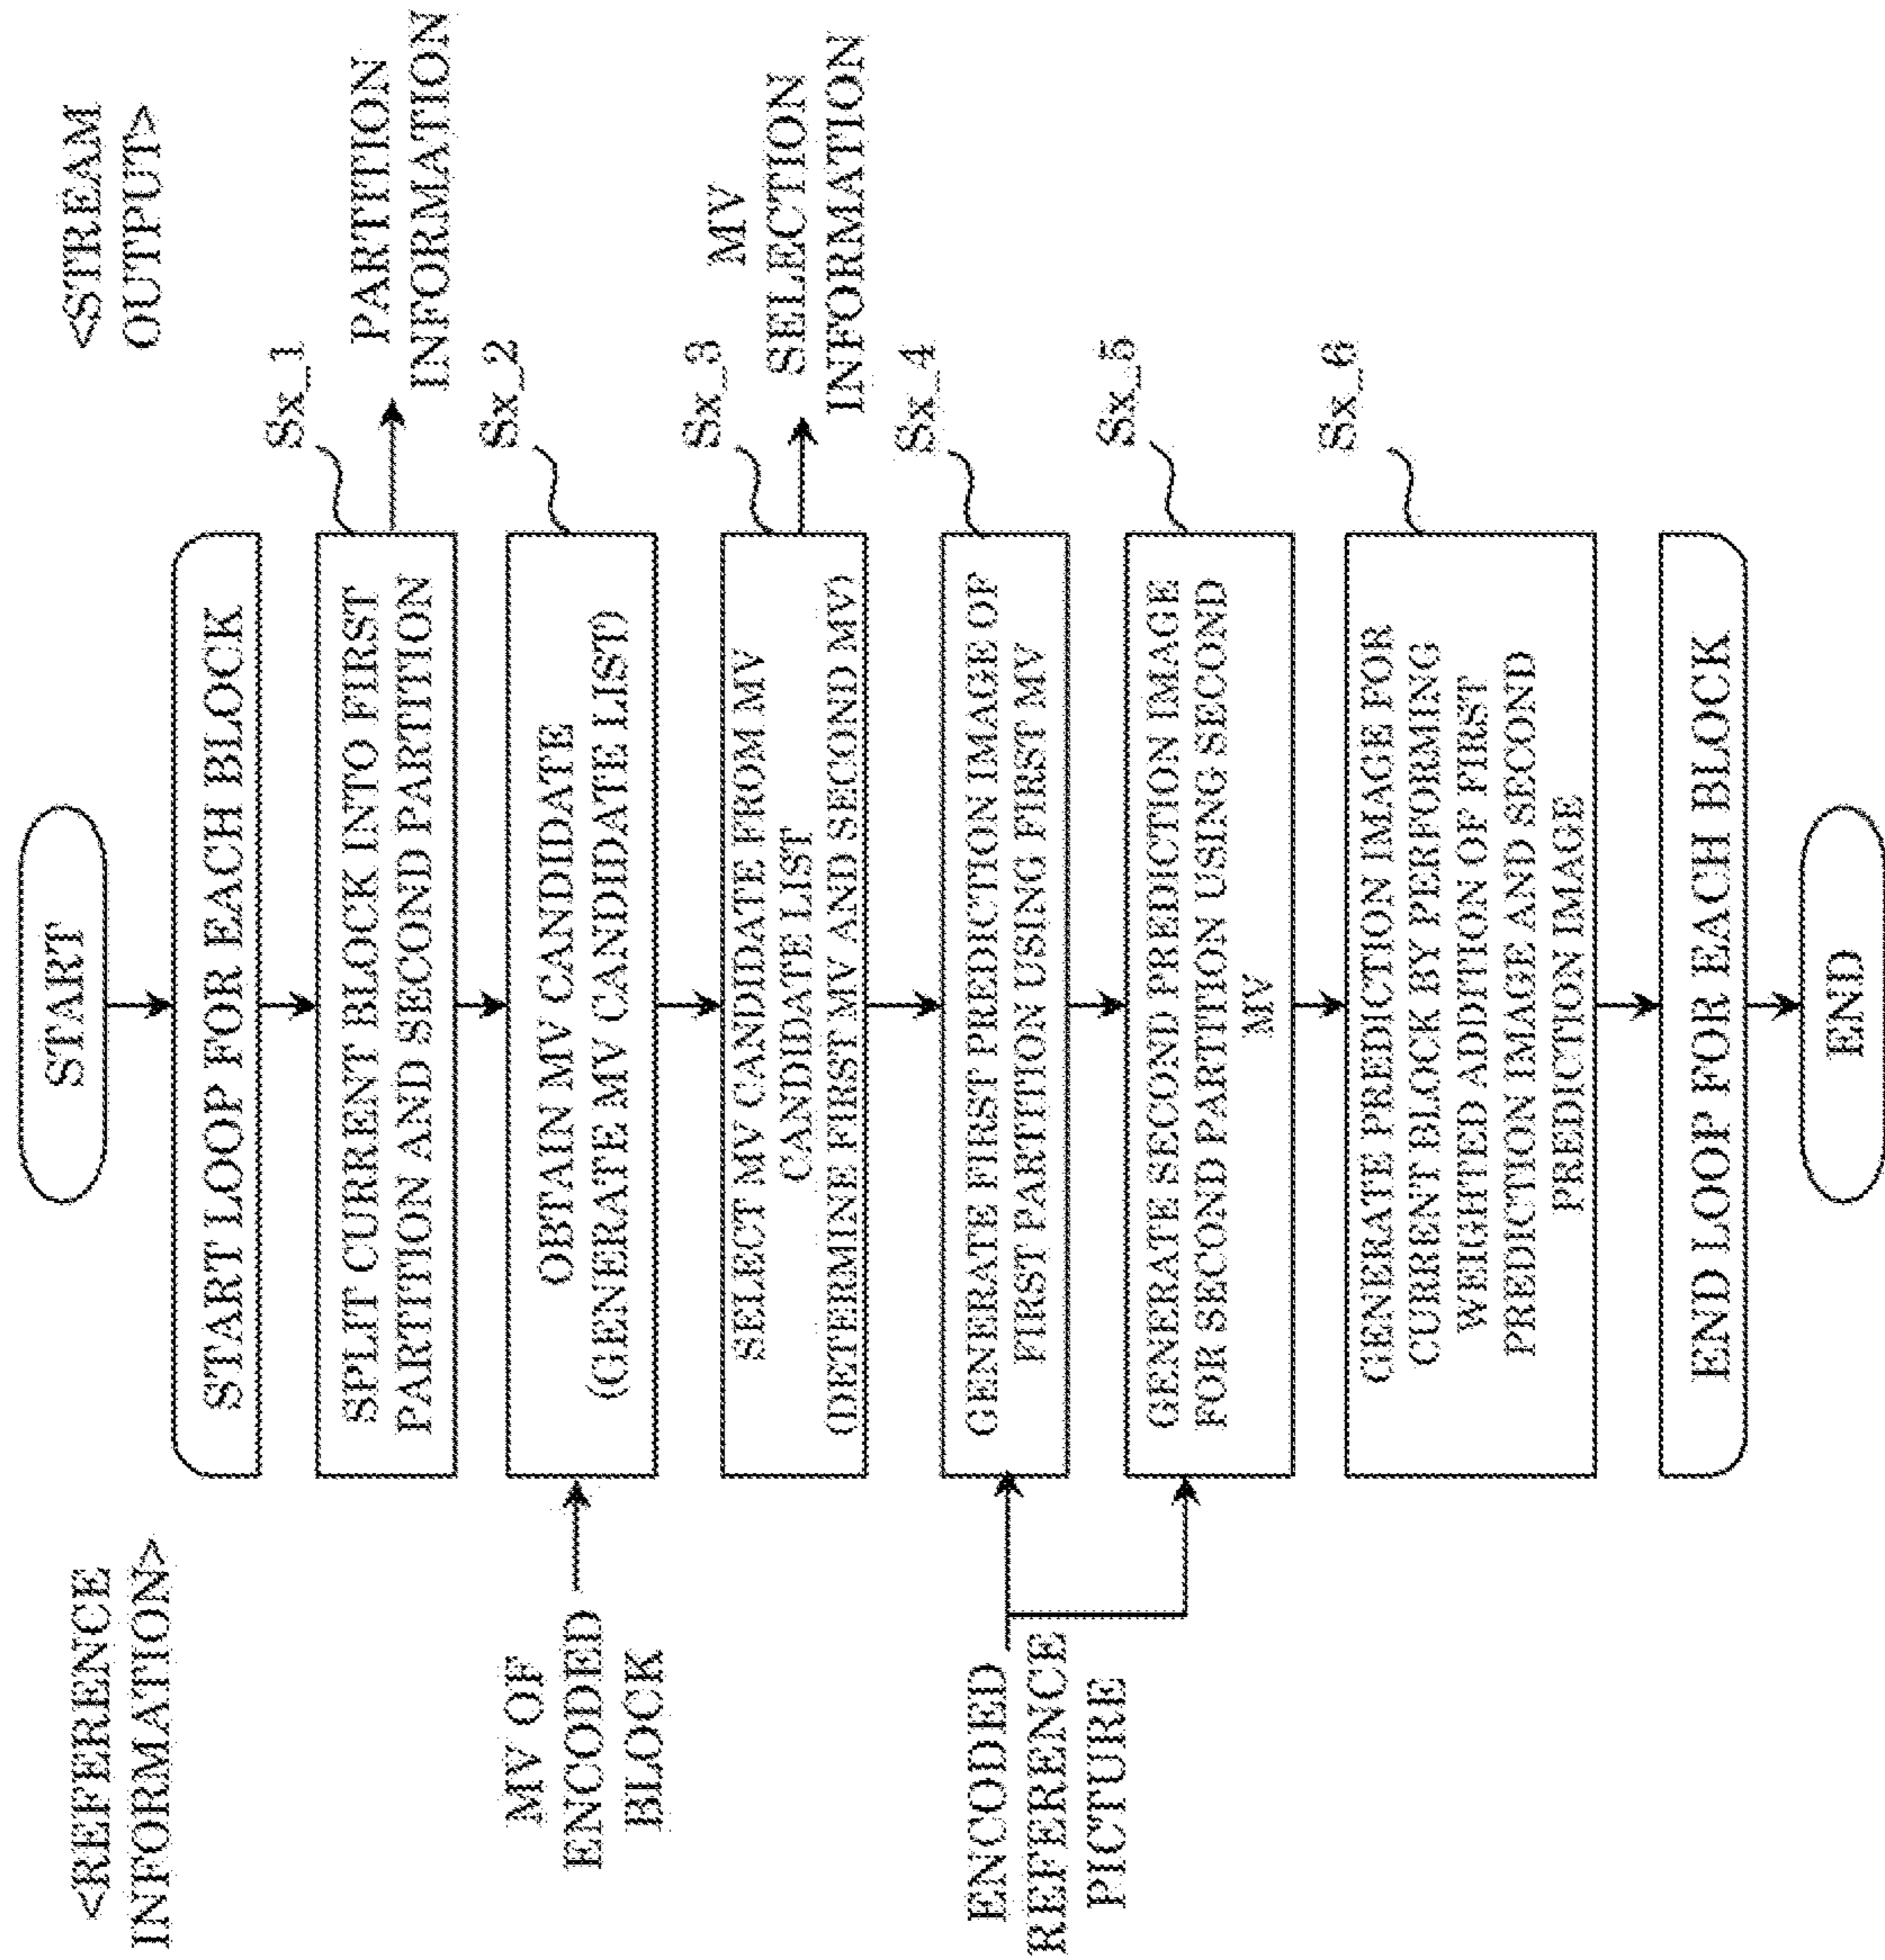 <REFERENCE
INFORMATION>
<STREAM
OUTPUT>
START
START LOOP FOR EACH BLOCK
Sx_1
SPLIT CURRENT BLOCK INTO FIRST
PARTITION AND SECOND PARTITION
PARTITION
INFORMATION
Sx_2
MV OF
ENCODED
BLOCK
OBTAIN MV CANDIDATE
(GENERATE MV CANDIDATE LIST)
Sx_3
SELECT MV CANDIDATE FROM MV
CANDIDATE LIST
(DETERMINE FIRST MV AND SECOND MV)
MV
SELECTION
INFORMATION
Sx_4
ENCODED
REFERENCE
PICTURE
GENERATE FIRST PREDICTION IMAGE OF
FIRST PARTITION USING FIRST MV
Sx_5
GENERATE SECOND PREDICTION IMAGE
FOR SECOND PARTITION USING SECOND
MV
Sx_6
GENERATE PREDICTION IMAGE FOR
CURRENT BLOCK BY PERFORMING
WEIGHTED ADDITION OF FIRST
PREDICTION IMAGE AND SECOND
PREDICTION IMAGE
END LOOP FOR EACH BLOCK
END